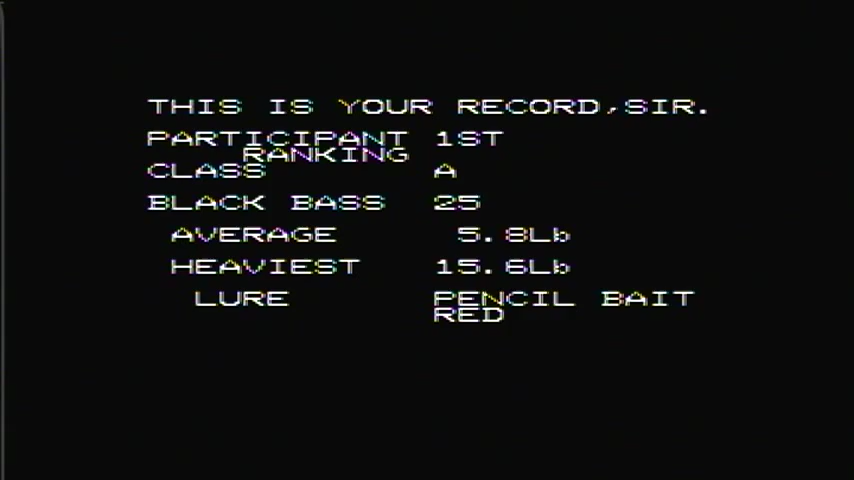 THIS IS YOUR RECORD,SIR.
PARTICIPANT 1ST
RANKING
CLASS A
BLACK BASS 25
AVERAGE 5.8Lb
HEAVIEST 15.6Lb
LURE PENCIL BAIT
RED